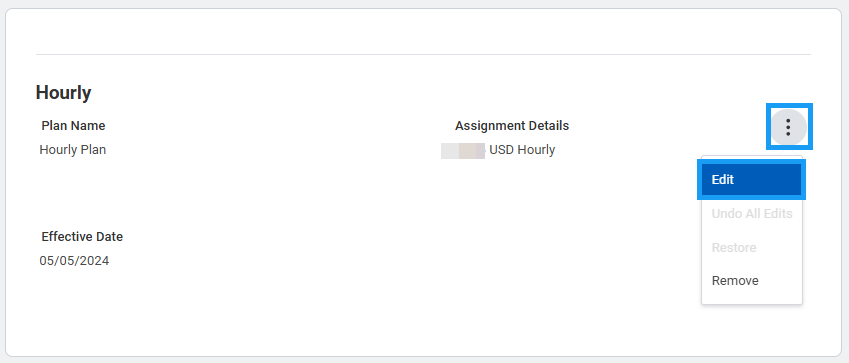 Hourly
Plan Name
Assignment Details
Hourly Plan
USD Hourly
Edit
Undo All Edits
Restore
Remove
Effective Date
05/05/2024